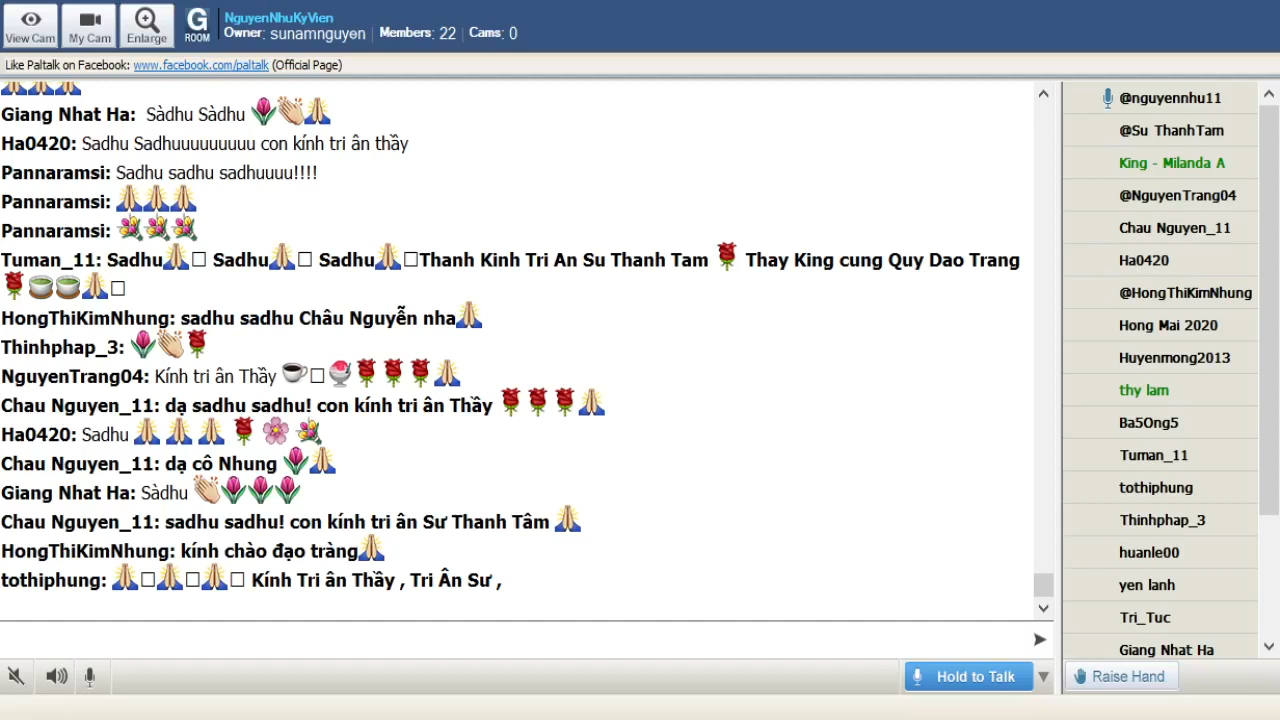 View Cam
My Cam
Enlarge
G
ROOM
NguyenNhuKyVien
Owner: sunamnguyen | Members: 22 | Cams: 0
Like Paltalk on Facebook: www.facebook.com/paltalk (Official Page)
Giang Nhat Ha: Sàdhu Sàdhu 🌷👏🙏
Ha0420: Sadhu Sadhuuuuuuuuu con kính tri ân thầy
Pannaramsi: Sadhu sadhu sadhuuuu!!!!
Pannaramsi: 🙏🙏🙏
Pannaramsi: 💐💐💐
Tuman_11: Sadhu🙏□ Sadhu🙏□ Sadhu🙏□Thanh Kinh Tri An Su Thanh Tam 🌹 Thay King cung Quy Dao Trang
🌹🍵🍵🙏□
HongThiKimNhung: sadhu sadhu Châu Nguyễn nha🙏
Thinhphap_3: 🌷👏🌹
NguyenTrang04: Kính tri ân Thầy ☕□🍧🌹🌹🌹🙏
Chau Nguyen_11: dạ sadhu sadhu! con kính tri ân Thầy 🌹🌹🌹🙏
Ha0420: Sadhu 🙏 🙏 🙏 🌹 🌸 💐
Chau Nguyen_11: dạ cô Nhung 🌷🙏
Giang Nhat Ha: Sàdhu 👏🌷🌷🌷
Chau Nguyen_11: sadhu sadhu! con kính tri ân Sư Thanh Tâm 🙏
HongThiKimNhung: kính chào đạo tràng🙏
tothiphung: 🙏□🙏□🙏□ Kính Tri ân Thầy , Tri Ân Sư ,
@nguyennhu11
@Su ThanhTam
King - Milanda A
@NguyenTrang04
Chau Nguyen_11
Ha0420
@HongThiKimNhung
Hong Mai 2020
Huyenmong2013
thy lam
Ba5Ong5
Tuman_11
tothiphung
Thinhphap_3
huanle00
yen lanh
Tri_Tuc
Giang Nhat Ha
Hold to Talk
Raise Hand